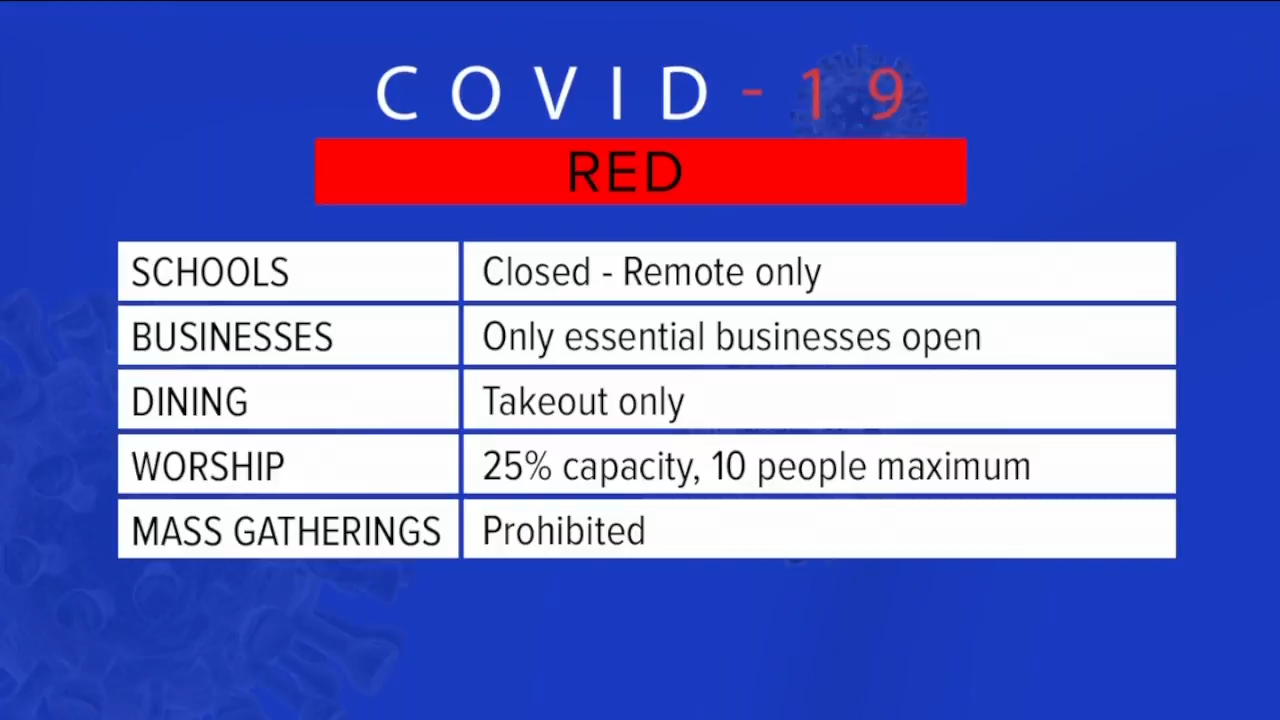 COVID-19
RED
SCHOOLS Closed - Remote only
BUSINESSES Only essential businesses open
DINING Takeout only
WORSHIP 25% capacity, 10 people maximum
MASS GATHERINGS Prohibited